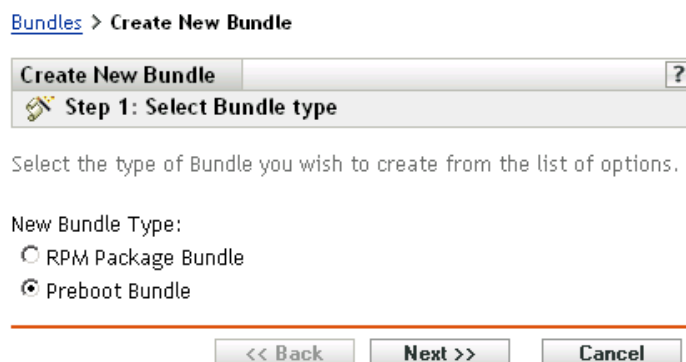 Bundles > Create New Bundle
Create New Bundle ?
Step 1: Select Bundle type
Select the type of Bundle you wish to create from the list of options.
New Bundle Type:
RPM Package Bundle
Preboot Bundle
<< Back Next >> Cancel